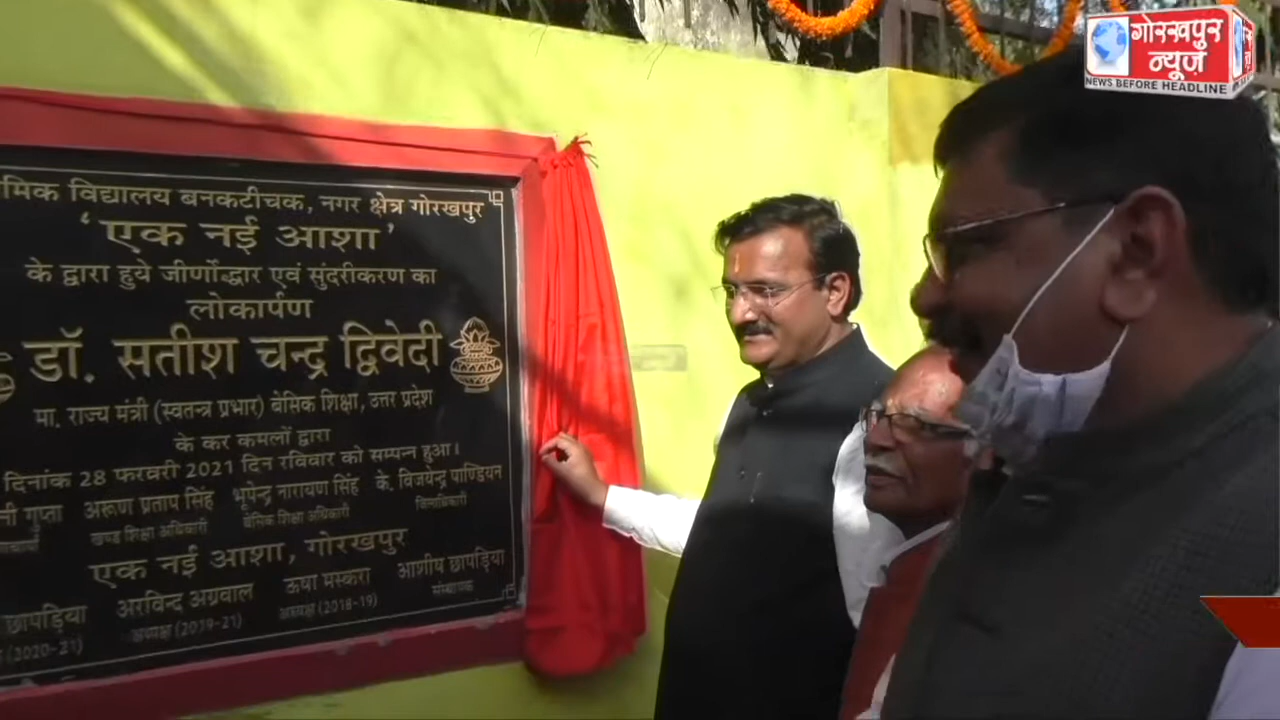 गोरखपुर
न्यूज़
NEWS BEFORE HEADLINE
मिक विद्यालय बनकटीचक, नगर क्षेत्र गोरखपुर
'एक नई आशा'
के द्वारा हुये जीर्णोद्धार एवं सुंदरीकरण का
लोकार्पण
डॉ. सतीश चन्द्र द्विवेदी
मा. राज्य मंत्री (स्वतन्त्र प्रभार) बेसिक शिक्षा, उत्तर प्रदेश
के कर कमलों द्वारा
दिनांक 28 फरवरी 2021 दिन रविवार को सम्पन्न हुआ।
नी गुप्ता अरूण प्रताप सिंह भूपेन्द्र नारायण सिंह के. विजयेन्द्र पाण्डियन
खण्ड शिक्षा अधिकारी बेसिक शिक्षा अधिकारी जिलाधिकारी
एक नई आशा, गोरखपुर
छापड़िया अरविन्द अग्रवाल ऊषा मस्करा आशीष छापड़िया
(2020-21) अध्यक्ष (2019-21) अध्यक्ष (2018-19) संस्थापक